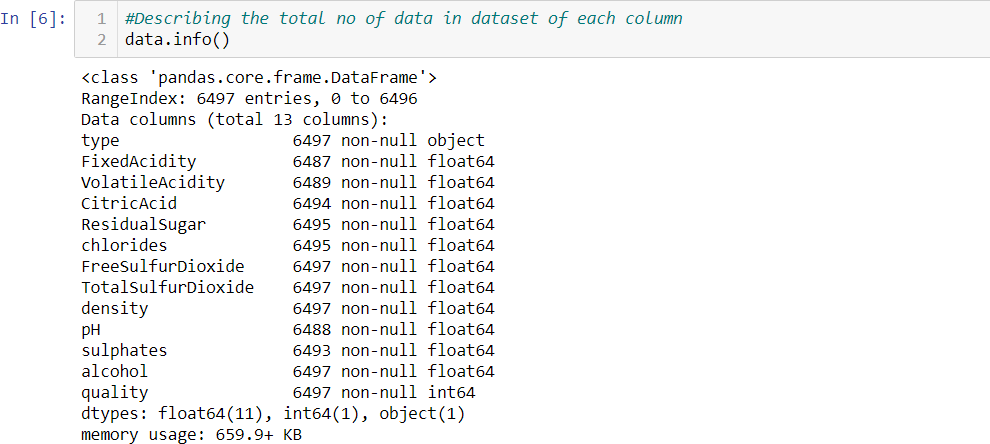 In [6]: 1 #Describing the total no of data in dataset of each column
2 data.info()
<class 'pandas.core.frame.DataFrame'>
RangeIndex: 6497 entries, 0 to 6496
Data columns (total 13 columns):
type 6497 non-null object
FixedAcidity 6487 non-null float64
VolatileAcidity 6489 non-null float64
CitricAcid 6494 non-null float64
ResidualSugar 6495 non-null float64
chlorides 6495 non-null float64
FreeSulfurDioxide 6497 non-null float64
TotalSulfurDioxide 6497 non-null float64
density 6497 non-null float64
pH 6488 non-null float64
sulphates 6493 non-null float64
alcohol 6497 non-null float64
quality 6497 non-null int64
dtypes: float64(11), int64(1), object(1)
memory usage: 659.9+ KB